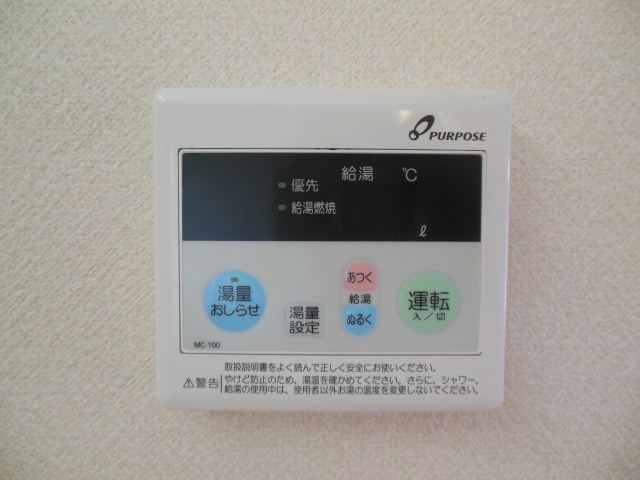 PURPOSE
給湯 ℃
優先
給湯燃焼
ℓ
湯量
おしらせ
湯量
設定
あつく
給湯
ぬるく
運転
入／切
MC-100
取扱説明書をよく読んで正しく安全にお使いください。
⚠警告
やけど防止のため、湯温を確かめてください。さらに、シャワー、
給湯の使用中は、使用者以外お湯の温度を変更しないでください。